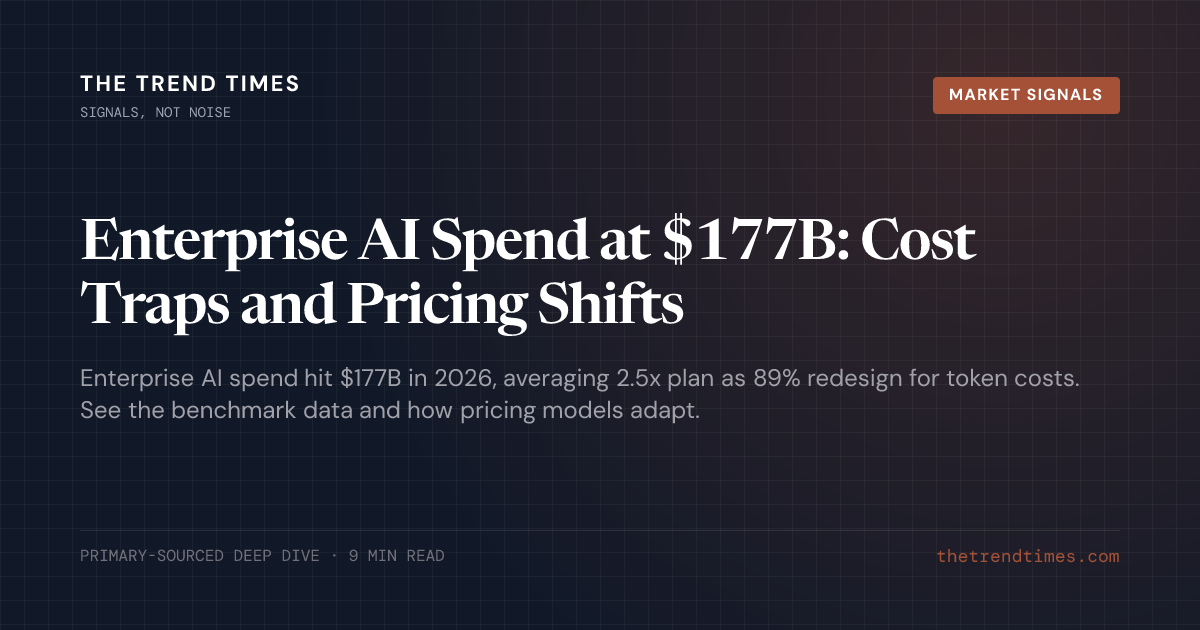 THE TREND TIMES
SIGNALS, NOT NOISE
MARKET SIGNALS
Enterprise AI Spend at $177B: Cost
Traps and Pricing Shifts
Enterprise AI spend hit $177B in 2026, averaging 2.5x plan as 89% redesign for token costs.
See the benchmark data and how pricing models adapt.
PRIMARY-SOURCED DEEP DIVE · 9 MIN READ
thetrendtimes.com